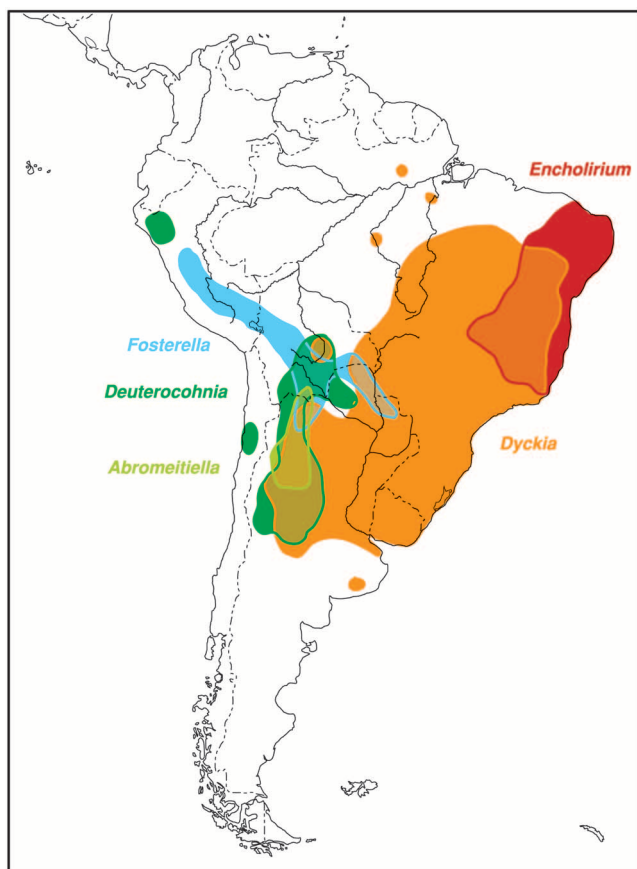 Encholirium
Fosterella
Deuterocohnia
Dyckia
Abromeitiella